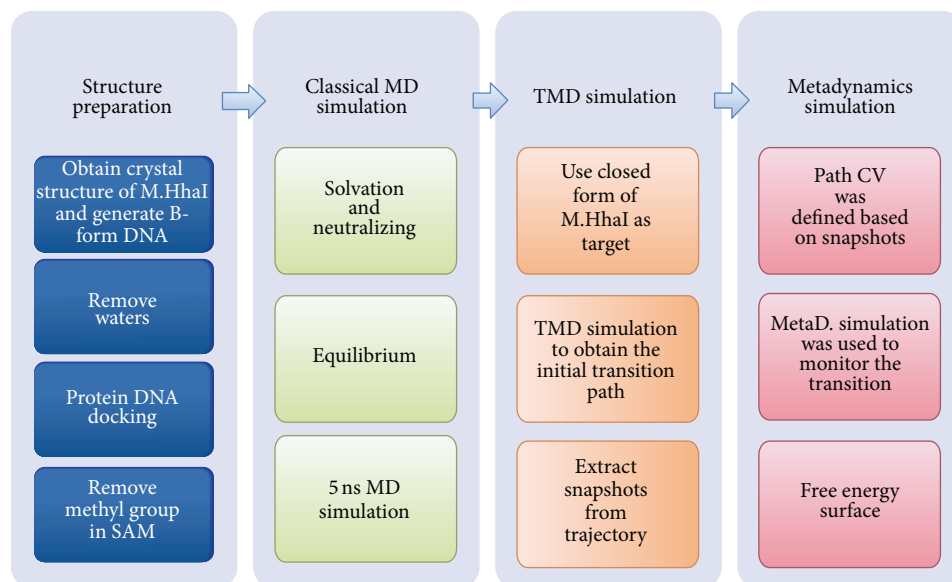 Structure
preparation
Obtain crystal
structure of M.HhaI
and generate B-
form DNA
Remove
waters
Protein DNA
docking
Remove
methyl group
in SAM
Classical MD
simulation
Solvation
and
neutralizing
Equilibrium
5 ns MD
simulation
TMD simulation
Use closed
form of
M.HhaI as
target
TMD simulation
to obtain the
initial transition
path
Extract
snapshots
from
trajectory
Metadynamics
simulation
Path CV
was
defined based
on snapshots
MetaD. simulation
was used to
monitor the
transition
Free energy
surface